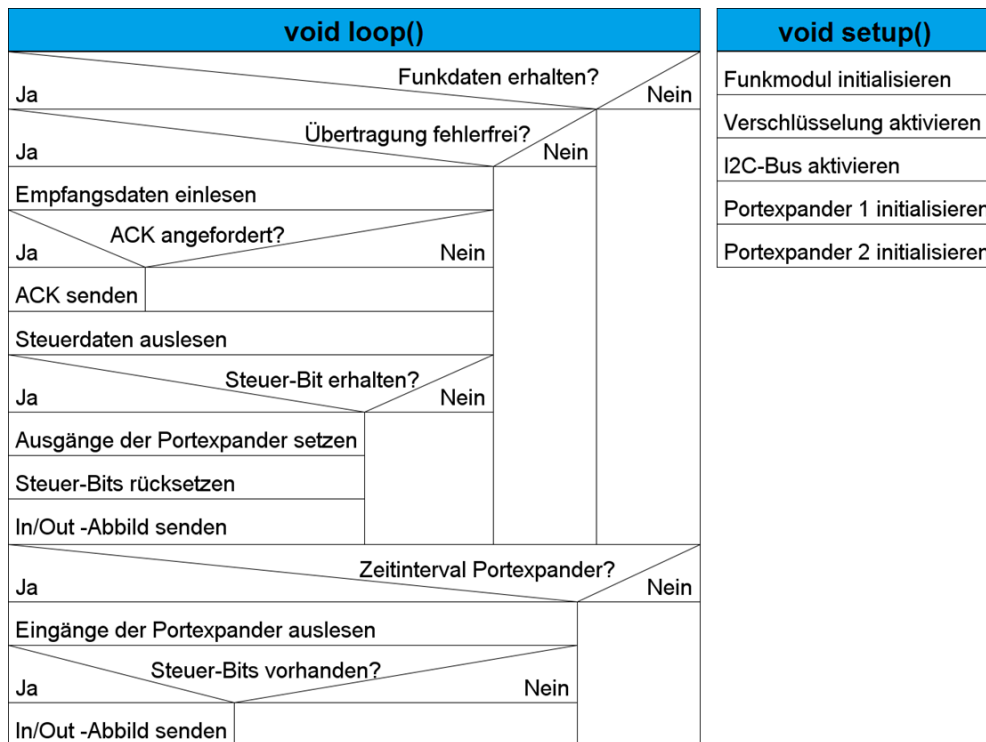 void loop()
Funkdaten erhalten?
Ja
Nein
Übertragung fehlerfrei?
Ja
Nein
Empfangsdaten einlesen
ACK angefordert?
Ja
Nein
ACK senden
Steuerdaten auslesen
Steuer-Bit erhalten?
Ja
Nein
Ausgänge der Portexpander setzen
Steuer-Bits rücksetzen
In/Out -Abbild senden
Zeitinterval Portexpander?
Ja
Nein
Eingänge der Portexpander auslesen
Steuer-Bits vorhanden?
Ja
Nein
In/Out -Abbild senden
void setup()
Funkmodul initialisieren
Verschlüsselung aktivieren
I2C-Bus aktivieren
Portexpander 1 initialisieren
Portexpander 2 initialisieren